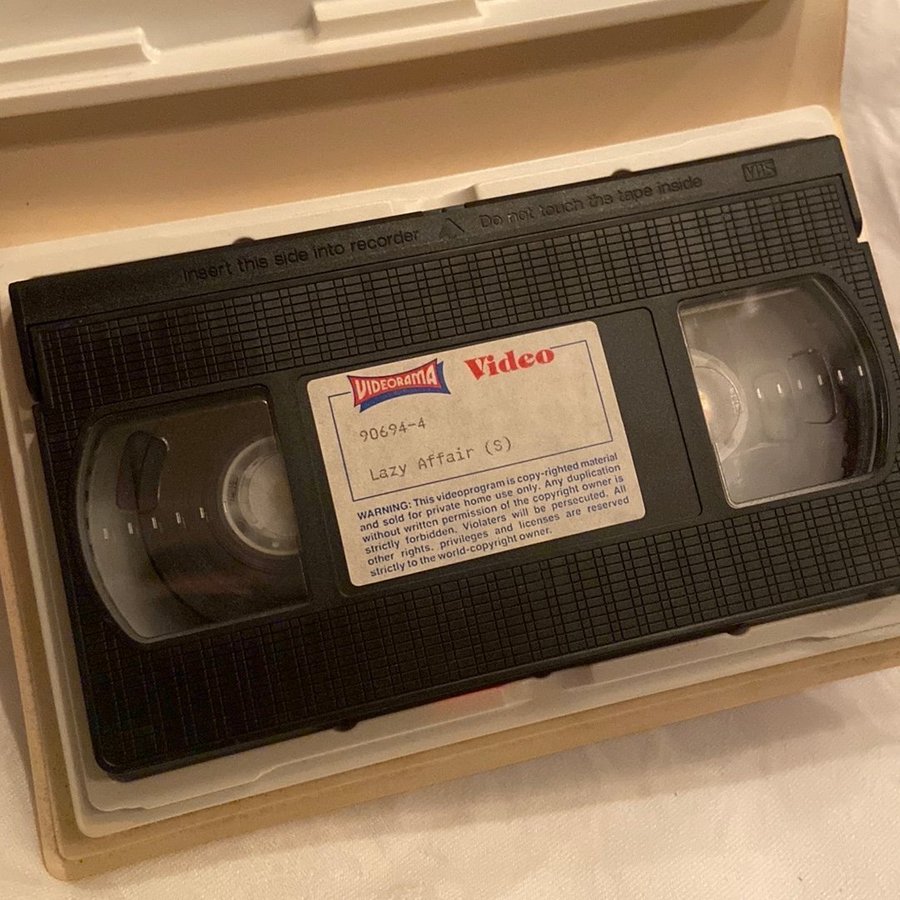 VHS
Insert this side into recorder Do not touch the tape inside
VIDEORAMA Video
90694-4
Lazy Affair (S)
WARNING: This videoprogram is copy-righted material
and sold for private home use only. Any duplication
without written permission of the copyright owner is
strictly forbidden. Violaters will be persecuted. All
other rights, privileges and licenses are reserved
strictly to the world-copyright owner.